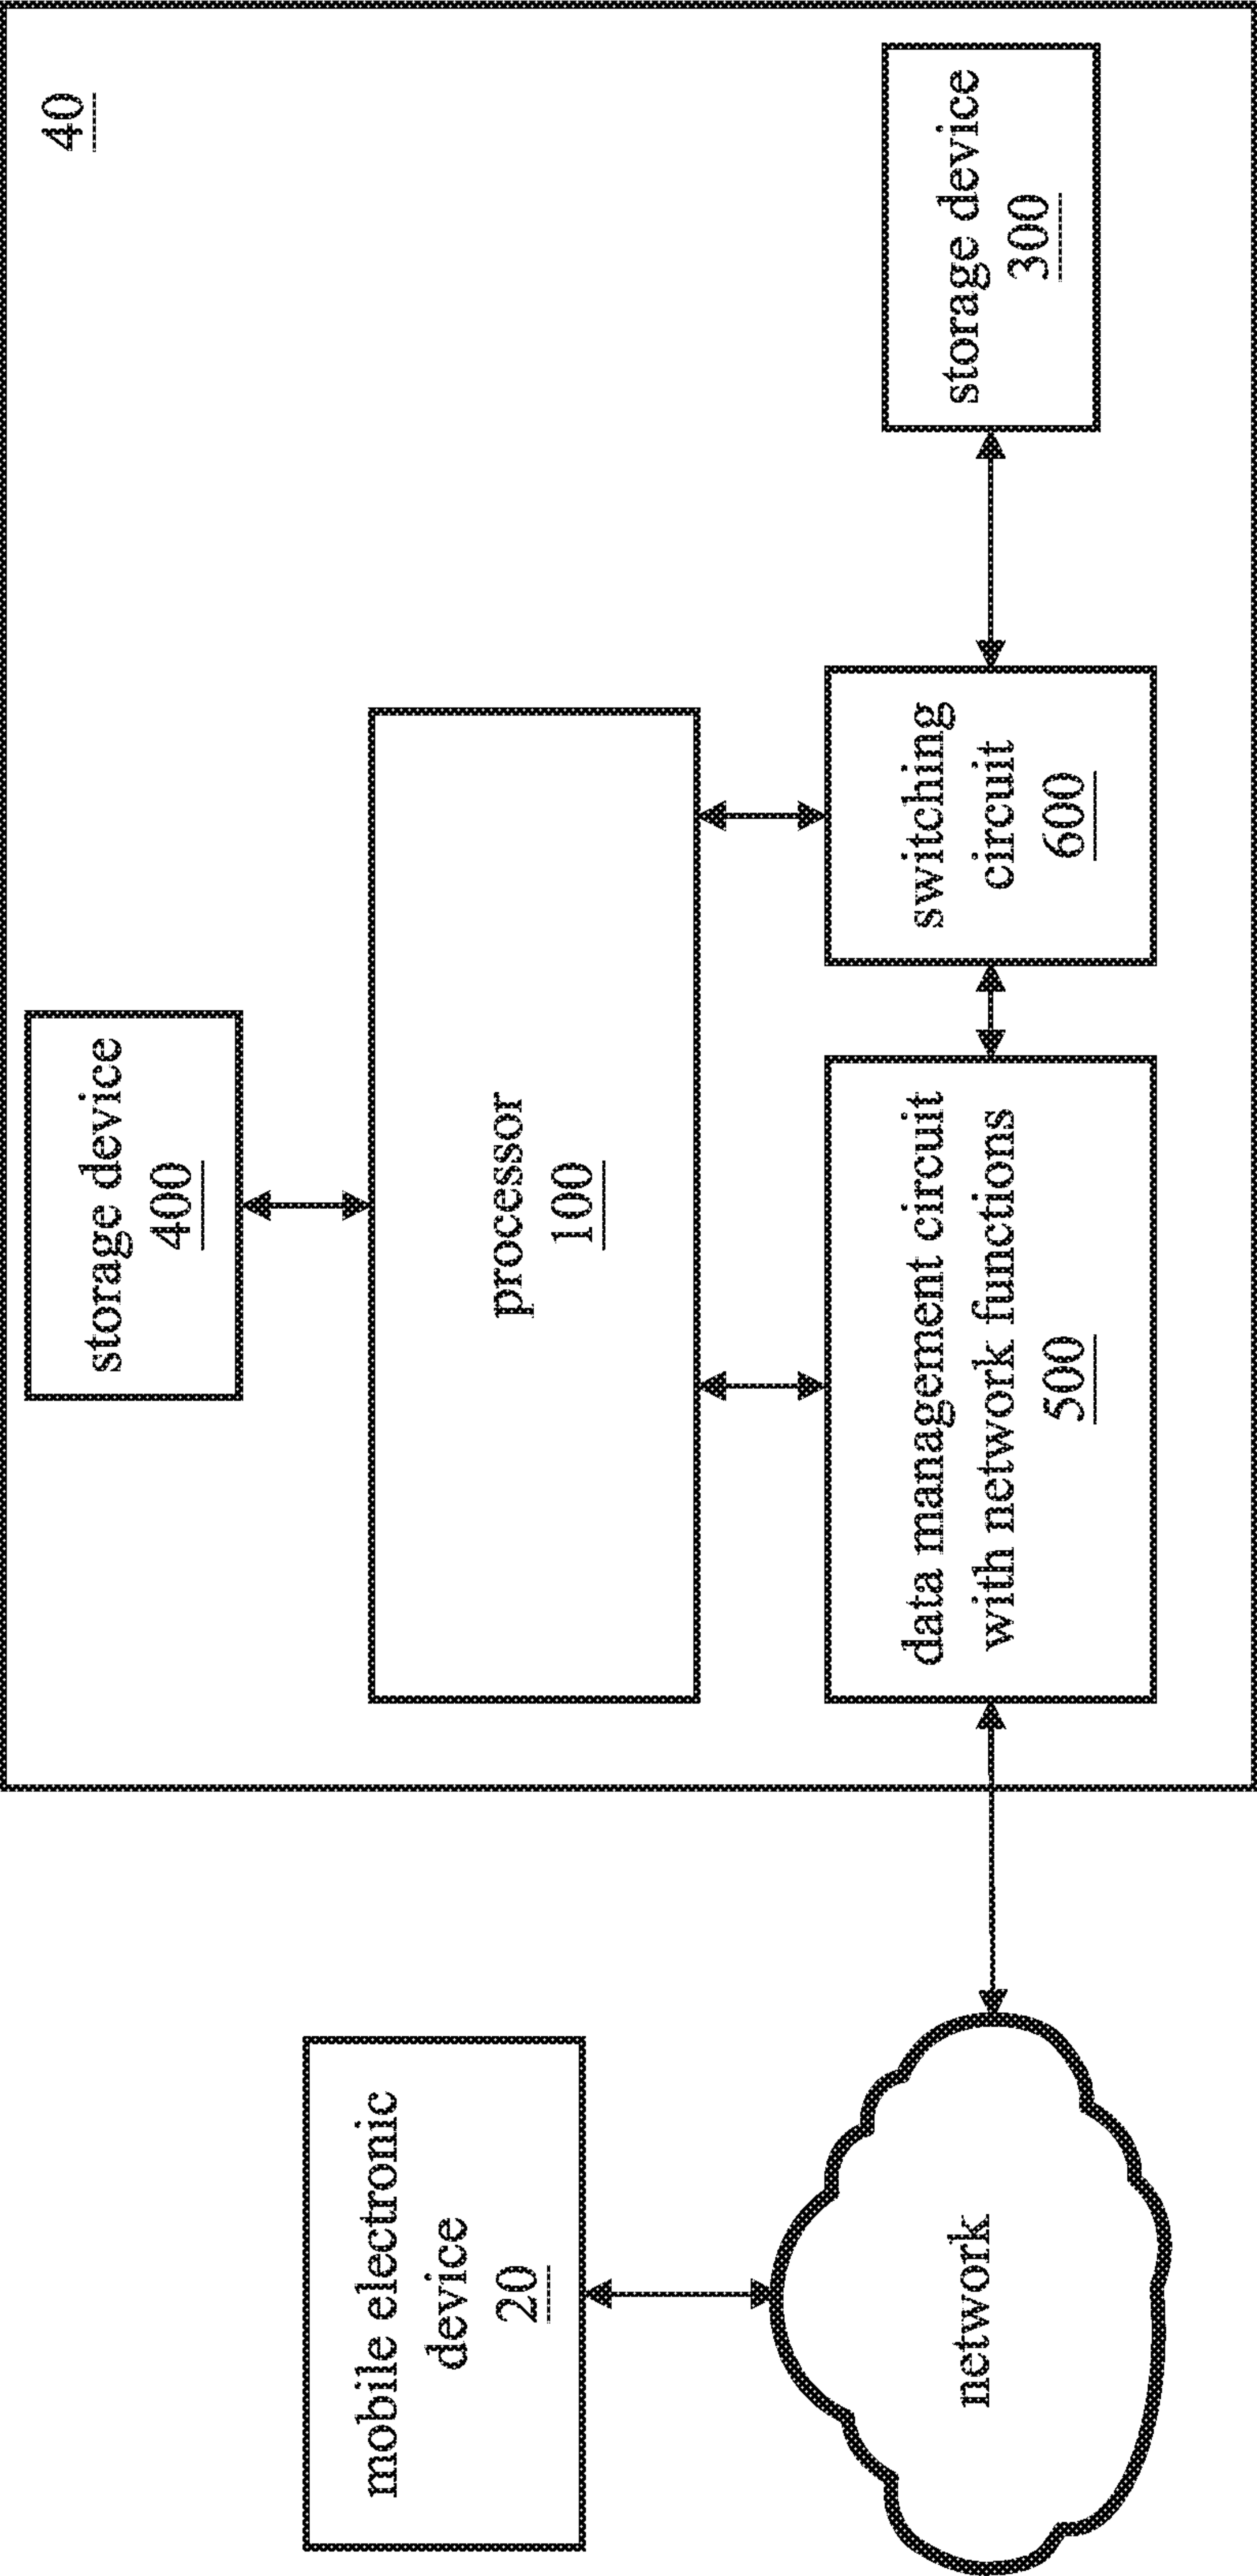 40
storage device
400
processor
100
mobile electronic
device
20
data management circuit
with network functions
500
switching
circuit
600
storage device
300
network